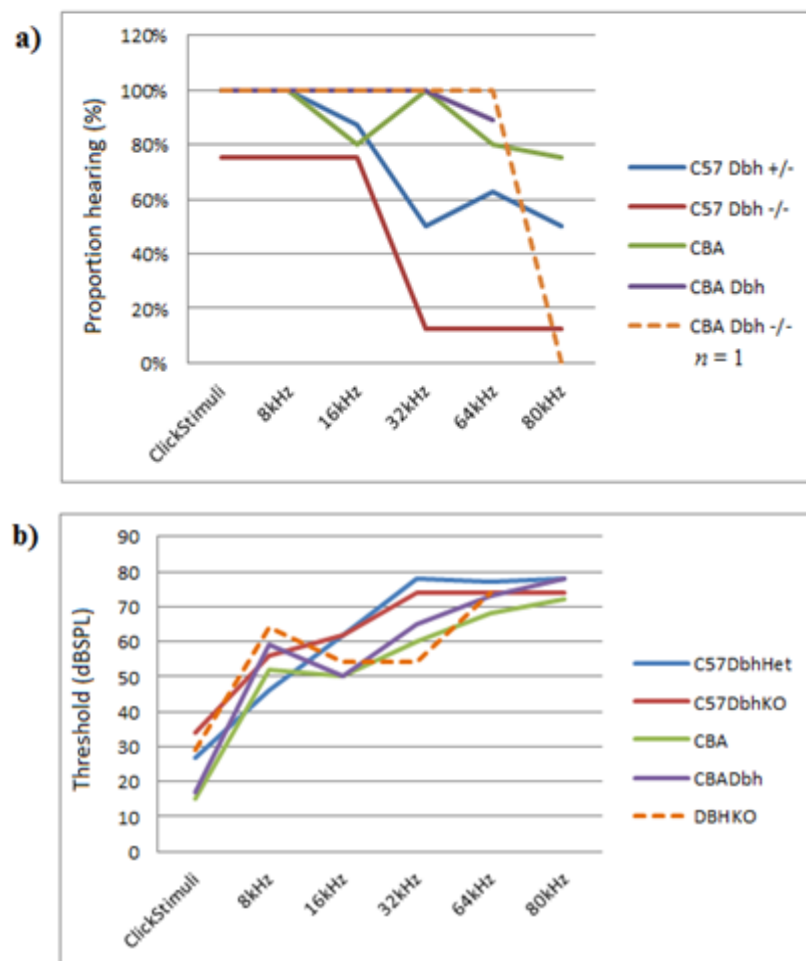 a)
120%
100%
80%
60%
40%
20%
0%
Proportion hearing (%)
ClickStimuli
8kHz
16kHz
32kHz
64kHz
80kHz
C57 Dbh +/-
C57 Dbh -/-
CBA
CBA Dbh
CBA Dbh -/-
n = 1
b)
90
80
70
60
50
40
30
20
10
0
Threshold (dBSPL)
ClickStimuli
8kHz
16kHz
32kHz
64kHz
80kHz
C57DbhHet
C57DbhKO
CBA
CBADbh
DBHKO